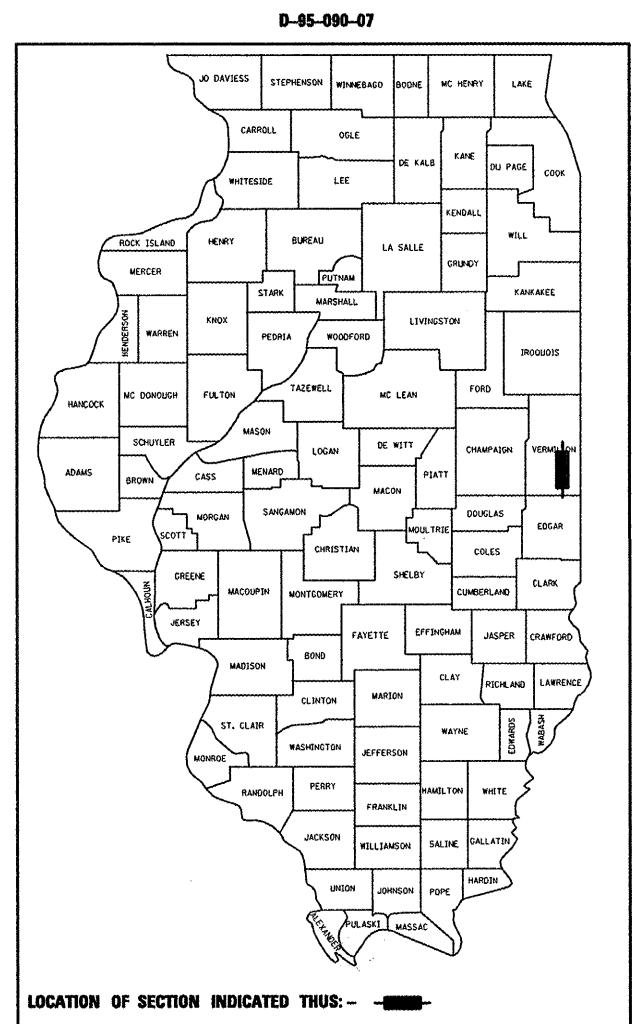 D-95-090-07
JO DAVIESS STEPHENSON WINNEBAGO BOONE MC HENRY LAKE
CARROLL OGLE
DE KALB KANE DU PAGE COOK
WHITESIDE LEE
KENDALL
ROCK ISLAND HENRY BUREAU LA SALLE WILL
MERCER PUTNAM GRUNDY
STARK MARSHALL KANKAKEE
HENDERSON WARREN KNOX PEORIA WOODFORD LIVINGSTON
IROQUOIS
HANCOCK MC DONOUGH FULTON TAZEWELL MC LEAN FORD
MASON
SCHUYLER LOGAN DE WITT CHAMPAIGN VERMILION
ADAMS BROWN CASS MENARD PIATT
MACON
MORGAN SANGAMON DOUGLAS
PIKE SCOTT MOULTRIE EDGAR
CHRISTIAN COLES
GREENE SHELBY
CALHOUN MACOUPIN MONTGOMERY CUMBERLAND CLARK
JERSEY FAYETTE EFFINGHAM JASPER CRAWFORD
MADISON BOND
CLAY RICHLAND LAWRENCE
CLINTON MARION
ST. CLAIR WAYNE EDWARDS WABASH
MONROE WASHINGTON JEFFERSON
RANDOLPH PERRY HAMILTON WHITE
FRANKLIN
JACKSON WILLIAMSON SALINE GALLATIN
UNION JOHNSON POPE HARDIN
ALEXANDER PULASKI MASSAC
LOCATION OF SECTION INDICATED THUS: -